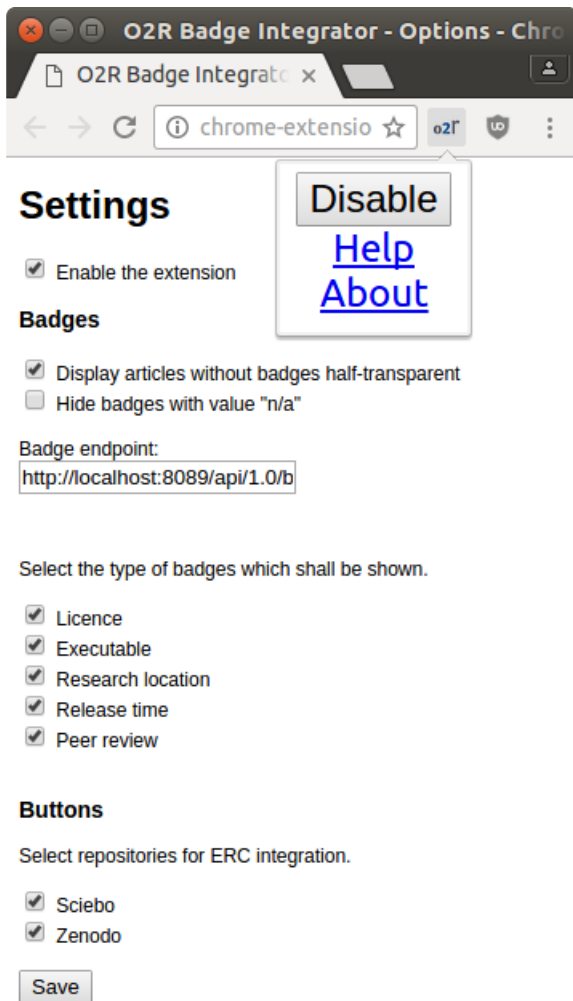 O2R Badge Integrator - Options - Chro
O2R Badge Integrato
chrome-extensio
o2r
Settings
Disable
Help
About
Enable the extension
Badges
Display articles without badges half-transparent
Hide badges with value "n/a"
Badge endpoint:
http://localhost:8089/api/1.0/b
Select the type of badges which shall be shown.
Licence
Executable
Research location
Release time
Peer review
Buttons
Select repositories for ERC integration.
Sciebo
Zenodo
Save